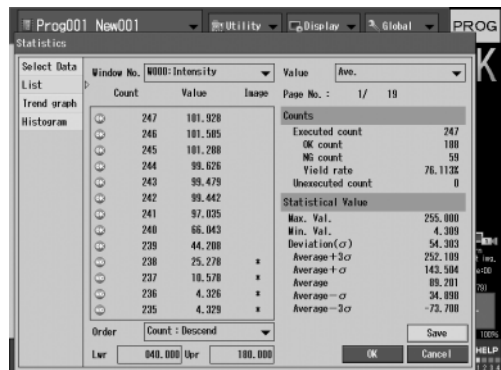 Prog001 New001
Utility
Display
Global
PROG
Statistics
Select Data
List
Trend graph
Histogram
Window No. W000:Intensity
Value Ave.
Count Value Image
Page No. : 1/ 19
247 101.928
246 101.505
245 101.208
244 99.626
243 99.479
242 99.442
241 97.035
240 66.043
239 44.208
238 25.278 *
237 10.570 *
236 4.326 *
235 4.329 *
Counts
Executed count 247
OK count 188
NG count 59
Yield rate 76.113%
Unexecuted count 0
Statistical Value
Max. Val. 255.000
Min. Val. 4.309
Deviation(σ) 54.303
Average+3σ 252.109
Average+σ 143.504
Average 89.201
Average−σ 34.898
Average−3σ -73.708
Order Count : Descend
Save
Lwr 040.000 Upr 180.000
OK
Cancel
100%
HELP